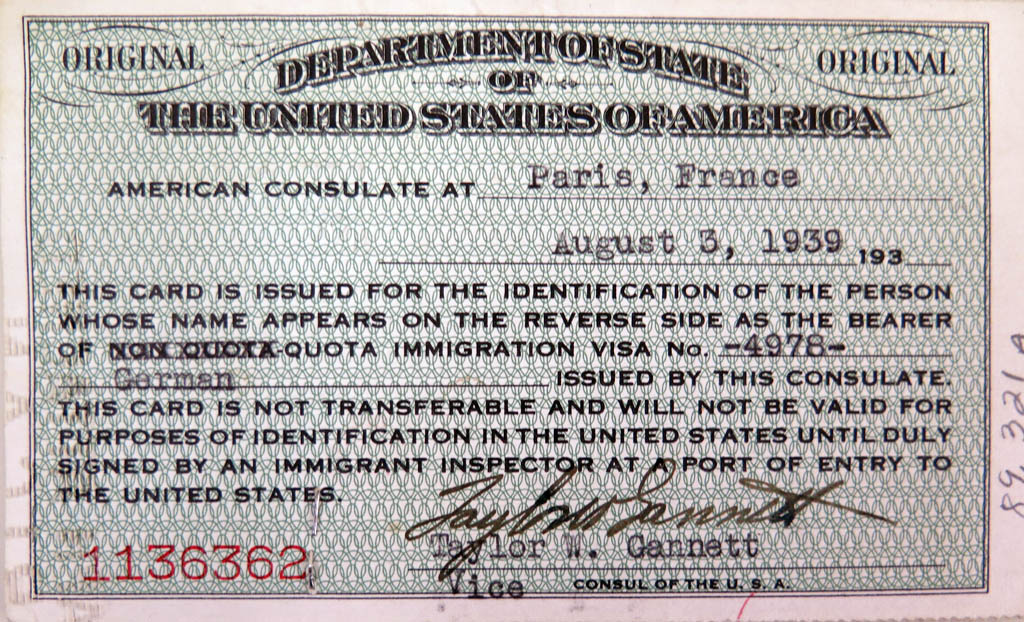 ORIGINAL
DEPARTMENT OF STATE
ORIGINAL
OF
THE UNITED STATES OF AMERICA
AMERICAN CONSULATE AT Paris, France
August 3, 1939 193
THIS CARD IS ISSUED FOR THE IDENTIFICATION OF THE PERSON
WHOSE NAME APPEARS ON THE REVERSE SIDE AS THE BEARER
OF NON QUOTA-QUOTA IMMIGRATION VISA No. -4978-
German ISSUED BY THIS CONSULATE.
THIS CARD IS NOT TRANSFERABLE AND WILL NOT BE VALID FOR
PURPOSES OF IDENTIFICATION IN THE UNITED STATES UNTIL DULY
SIGNED BY AN IMMIGRANT INSPECTOR AT A PORT OF ENTRY TO
THE UNITED STATES.
Taylor W. Gannett
1136362
Taylor W. Gannett
Vice CONSUL OF THE U. S. A.